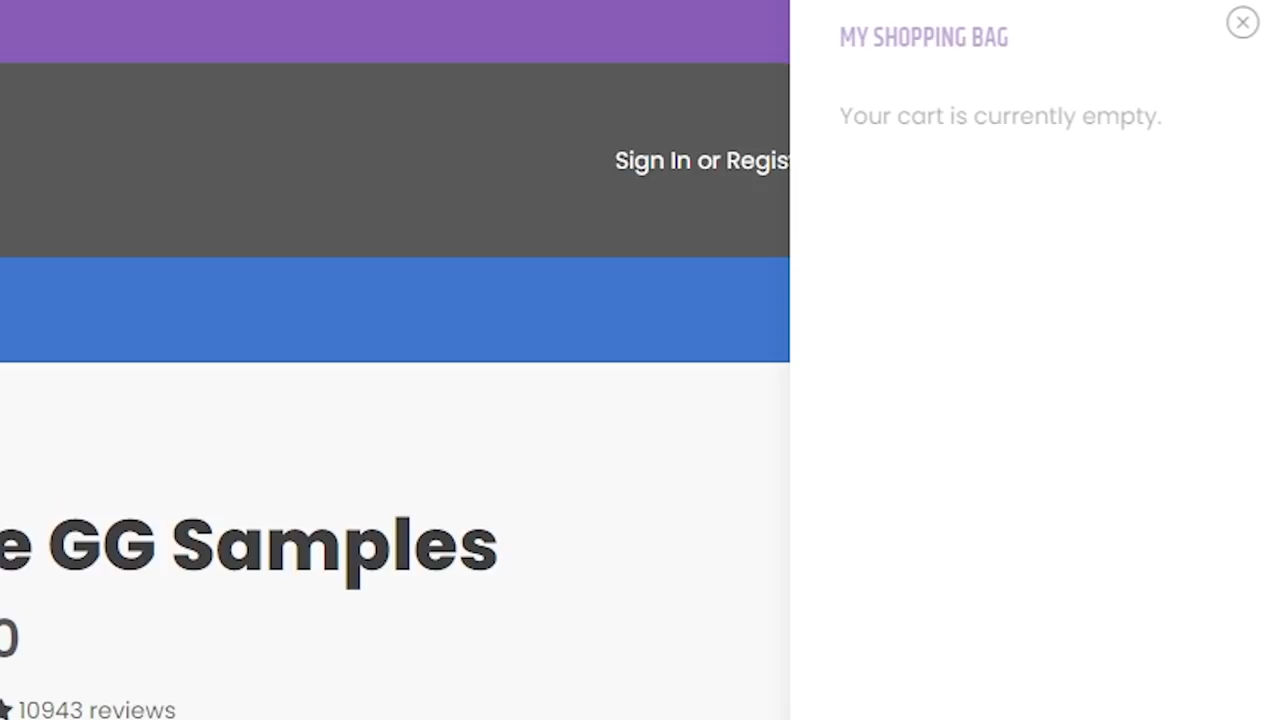 MY SHOPPING BAG
Your cart is currently empty.
Sign In or Regis
e GG Samples
0
10943 reviews